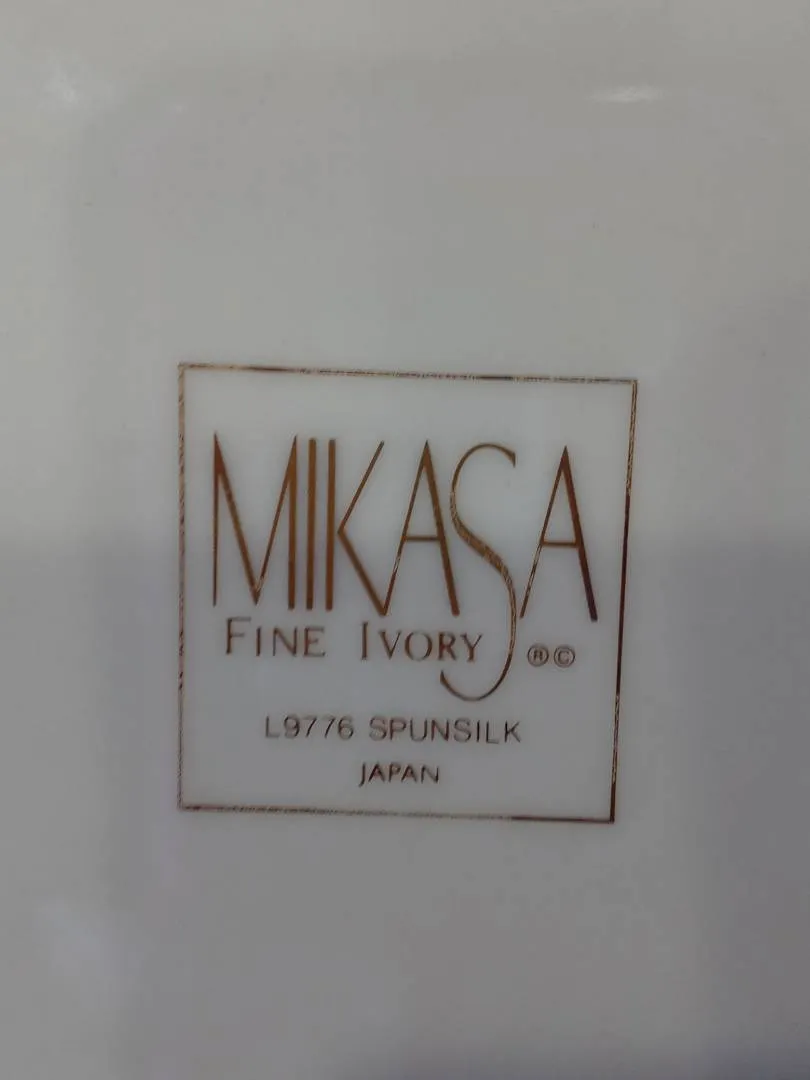 MIKASA
FINE IVORY ®©
L9776 SPUNSILK
JAPAN